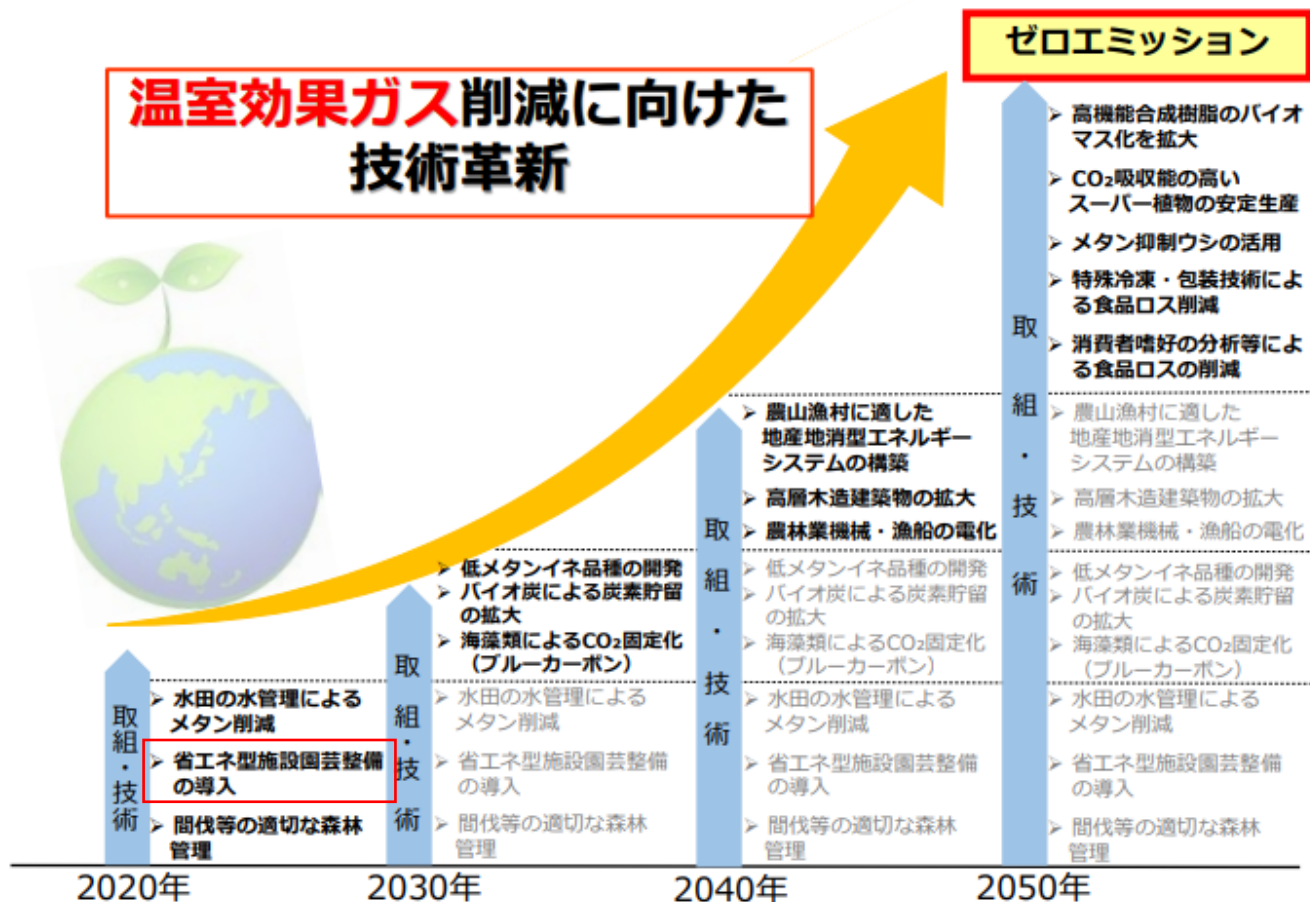 ゼロエミッション
温室効果ガス削減に向けた
技術革新
➢ 高機能合成樹脂のバイオ
マス化を拡大
➢ CO₂吸収能の高い
スーパー植物の安定生産
➢ メタン抑制ウシの活用
➢ 特殊冷凍・包装技術によ
る食品ロス削減
➢ 消費者嗜好の分析等によ
る食品ロスの削減
➢ 農山漁村に適した
地産地消型エネルギー
システムの構築
➢ 高層木造建築物の拡大
➢ 農林業機械・漁船の電化
➢ 低メタンイネ品種の開発
➢ バイオ炭による炭素貯留
の拡大
➢ 海藻類によるCO₂固定化
（ブルーカーボン）
➢ 水田の水管理による
メタン削減
➢ 省エネ型施設園芸整備
の導入
➢ 間伐等の適切な森林
管理
取組・技術
2050年
➢ 農山漁村に適した
地産地消型エネルギー
システムの構築
➢ 高層木造建築物の拡大
➢ 農林業機械・漁船の電化
➢ 低メタンイネ品種の開発
➢ バイオ炭による炭素貯留
の拡大
➢ 海藻類によるCO₂固定化
（ブルーカーボン）
➢ 水田の水管理による
メタン削減
➢ 省エネ型施設園芸整備
の導入
➢ 間伐等の適切な森林
管理
取組・技術
2040年
➢ 低メタンイネ品種の開発
➢ バイオ炭による炭素貯留
の拡大
➢ 海藻類によるCO₂固定化
（ブルーカーボン）
➢ 水田の水管理による
メタン削減
➢ 省エネ型施設園芸整備
の導入
➢ 間伐等の適切な森林
管理
取組・技術
2030年
➢ 水田の水管理による
メタン削減
➢ 省エネ型施設園芸整備
の導入
➢ 間伐等の適切な森林
管理
取組・技術
2020年